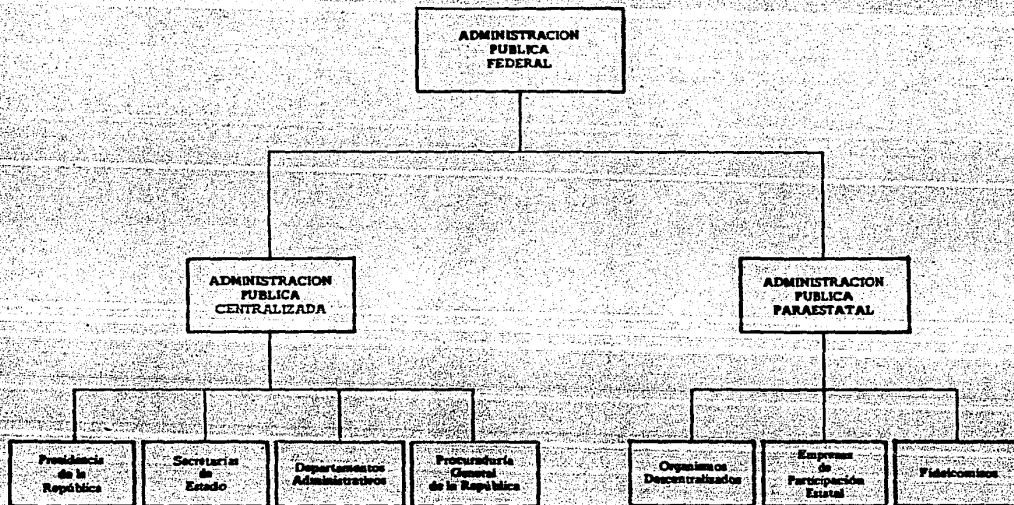 ADMINISTRACION
PUBLICA
FEDERAL
ADMINISTRACION
PUBLICA
CENTRALIZADA
ADMINISTRACION
PUBLICA
PARAESTATAL
Presidencia
de la
República
Secretarías
de
Estado
Departamentos
Administrativos
Procuraduría
General
de la República
Organismos
Descentralizados
Empresas
de
Participación
Estatal
Fideicomisos